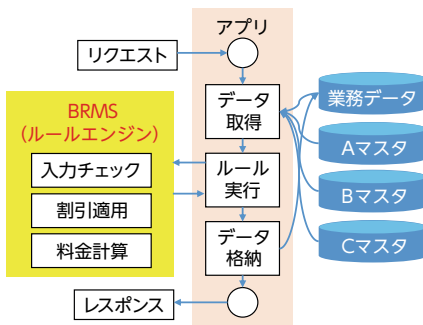 アプリ
リクエスト
データ
取得
業務データ
Aマスタ
Bマスタ
Cマスタ
BRMS
(ルールエンジン)
入力チェック
割引適用
料金計算
ルール
実行
データ
格納
レスポンス